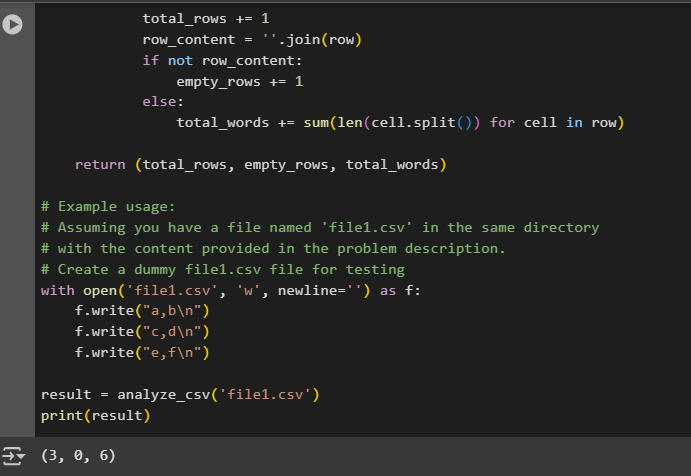 total_rows += 1
            row_content = ''.join(row)
            if not row_content:
                empty_rows += 1
            else:
                total_words += sum(len(cell.split()) for cell in row)

    return (total_rows, empty_rows, total_words)

# Example usage:
# Assuming you have a file named 'file1.csv' in the same directory
# with the content provided in the problem description.
# Create a dummy file1.csv file for testing
with open('file1.csv', 'w', newline='') as f:
    f.write("a,b\n")
    f.write("c,d\n")
    f.write("e,f\n")

result = analyze_csv('file1.csv')
print(result)
(3, 0, 6)